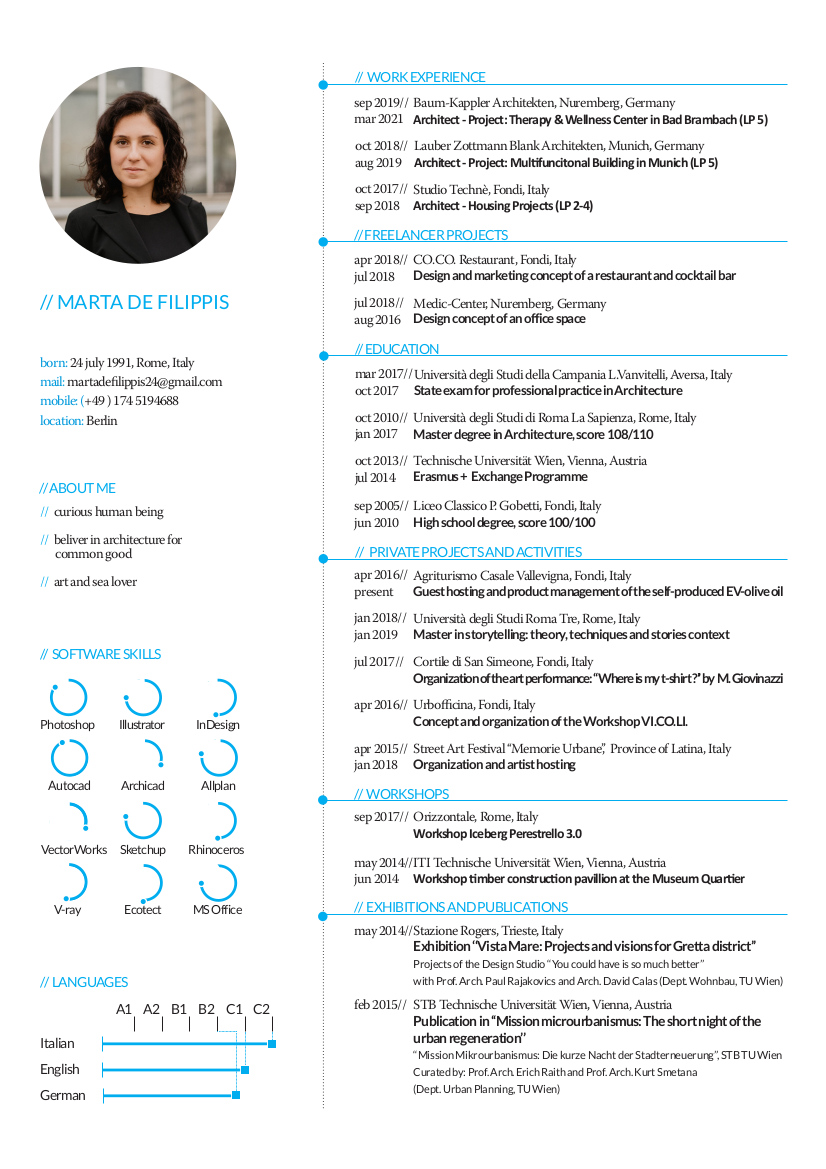 // MARTA DE FILIPPIS
born: 24 july 1991, Rome, Italy
mail: martadefilippis24@gmail.com
mobile: (+49 ) 174 5194688
location: Berlin
// ABOUT ME
// curious human being
// beliver in architecture for
common good
// art and sea lover
// SOFTWARE SKILLS
Photoshop Illustrator InDesign
Autocad Archicad Allplan
VectorWorks Sketchup Rhinoceros
V-ray Ecotect MS Office
// LANGUAGES
A1 A2 B1 B2 C1 C2
Italian
English
German
// WORK EXPERIENCE
sep 2019// Baum-Kappler Architekten, Nuremberg, Germany
mar 2021 Architect - Project: Therapy & Wellness Center in Bad Brambach (LP 5)
oct 2018// Lauber Zottmann Blank Architekten, Munich, Germany
aug 2019 Architect - Project: Multifuncitonal Building in Munich (LP 5)
oct 2017// Studio Technè, Fondi, Italy
sep 2018 Architect - Housing Projects (LP 2-4)
// FREELANCER PROJECTS
apr 2018// CO.CO. Restaurant, Fondi, Italy
jul 2018 Design and marketing concept of a restaurant and cocktail bar
jul 2018// Medic-Center, Nuremberg, Germany
aug 2016 Design concept of an office space
// EDUCATION
mar 2017// Università degli Studi della Campania L.Vanvitelli, Aversa, Italy
oct 2017 State exam for professional practice in Architecture
oct 2010// Università degli Studi di Roma La Sapienza, Rome, Italy
jan 2017 Master degree in Architecture, score 108/110
oct 2013// Technische Universität Wien, Vienna, Austria
jul 2014 Erasmus + Exchange Programme
sep 2005// Liceo Classico P. Gobetti, Fondi, Italy
jun 2010 High school degree, score 100/100
// PRIVATE PROJECTS AND ACTIVITIES
apr 2016// Agriturismo Casale Vallevigna, Fondi, Italy
present Guest hosting and product management of the self-produced EV-olive oil
jan 2018// Università degli Studi Roma Tre, Rome, Italy
jan 2019 Master in storytelling: theory, techniques and stories context
jul 2017// Cortile di San Simeone, Fondi, Italy
Organization of the art performance: “Where is my t-shirt?” by M. Giovinazzi
apr 2016// Urbofficina, Fondi, Italy
Concept and organization of the Workshop VI.CO.LI.
apr 2015// Street Art Festival “Memorie Urbane”, Province of Latina, Italy
jan 2018 Organization and artist hosting
// WORKSHOPS
sep 2017// Orizzontale, Rome, Italy
Workshop Iceberg Perestrello 3.0
may 2014// ITI Technische Universität Wien, Vienna, Austria
jun 2014 Workshop timber construction pavillion at the Museum Quartier
// EXHIBITIONS AND PUBLICATIONS
may 2014// Stazione Rogers, Trieste, Italy
Exhibition “Vista Mare: Projects and visions for Gretta district”
Projects of the Design Studio “You could have is so much better”
with Prof. Arch. Paul Rajakovics and Arch. David Calas (Dept. Wohnbau, TU Wien)
feb 2015// STB Technische Universität Wien, Vienna, Austria
Publication in “Mission microurbanismus: The short night of the
urban regeneration”
“Mission Mikrourbanismus: Die kurze Nacht der Stadterneuerung”, STB TU Wien
Curated by: Prof. Arch. Erich Raith and Prof. Arch. Kurt Smetana
(Dept. Urban Planning, TU Wien)